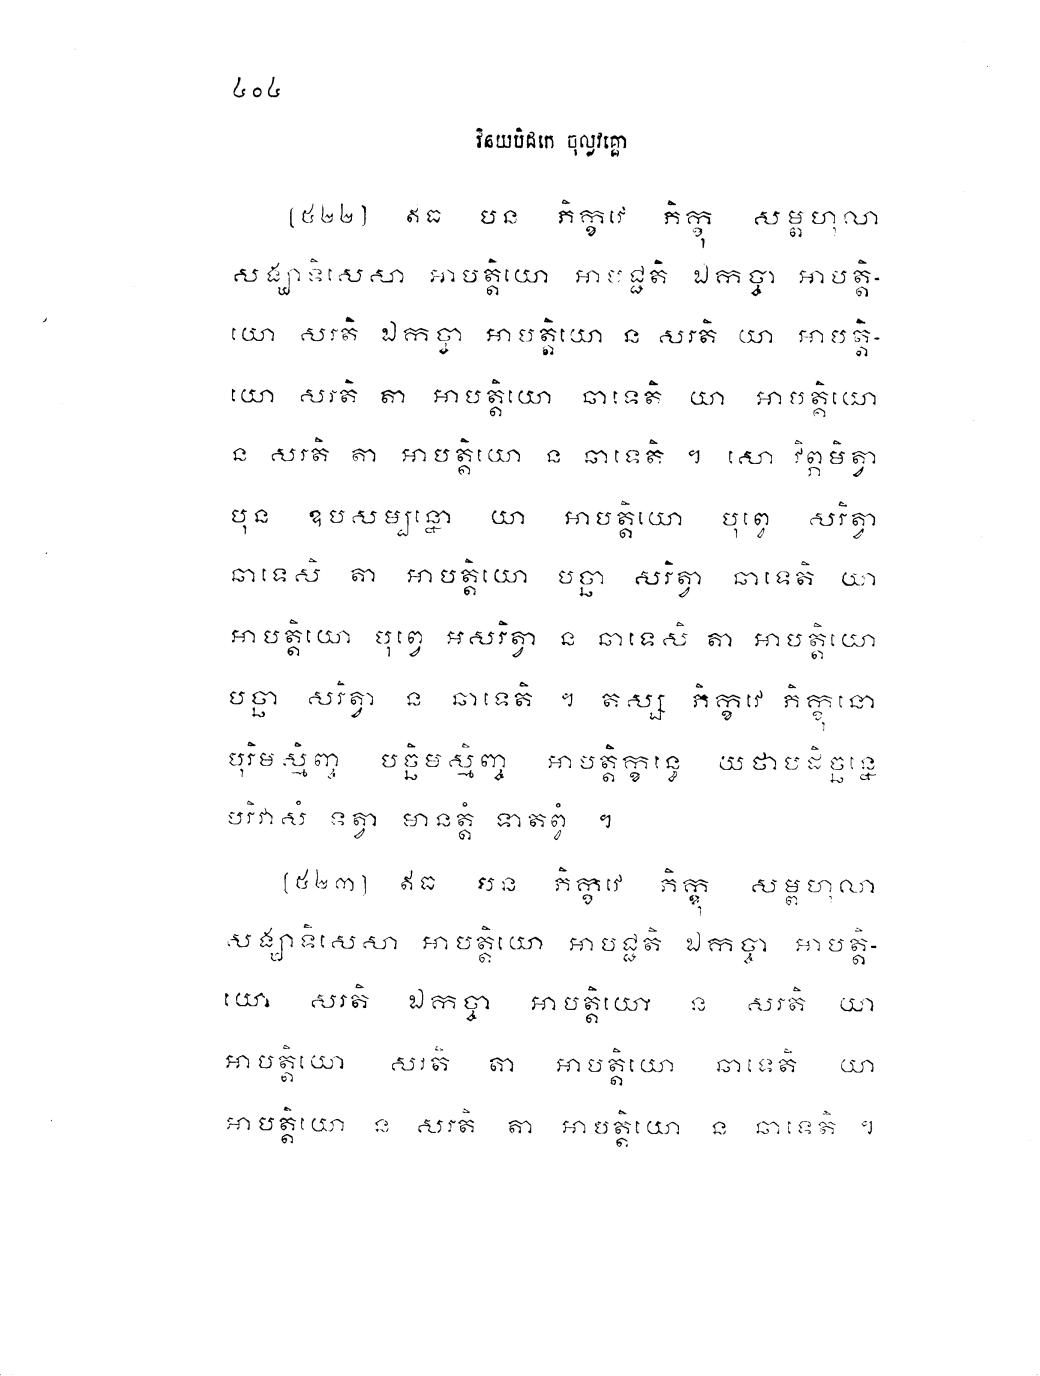 ៤០៤
វិនយបិដកេ ចុល្លវគ្គោ
(៥២២) ឥធ បន ភិក្ខវេ ភិក្ខុ សម្ពហុលា
សង្ឃាទិសេសា អាបត្តិយោ អាបជ្ជតិ ឯកច្ចា អាបត្តិ-
យោ សរតិ ឯកច្ចា អាបត្តិយោ ន សរតិ យា អាបត្តិ-
យោ សរតិ តា អាបត្តិយោ ឆាទេតិ យា អាបត្តិយោ
ន សរតិ តា អាបត្តិយោ ន ឆាទេតិ ។ សោ វិព្ភមិត្វា
បុន ឧបសម្បន្នោ យា អាបត្តិយោ បុព្វេ សរិត្វា
ឆាទេសិ តា អាបត្តិយោ បច្ឆា សរិត្វា ឆាទេតិ យា
អាបត្តិយោ បុព្វេ អសរិត្វា ន ឆាទេសិ តា អាបត្តិយោ
បច្ឆា សរិត្វា ន ឆាទេតិ ។ តស្ស ភិក្ខវេ ភិក្ខុនោ
បុរិមស្មិញ្ច បច្ឆិមស្មិញ្ច អាបត្តិក្ខន្ធេ យថាបដិច្ឆន្នេ
បរិវាសំ ទត្វា មានត្តំ ទាតព្វំ ។
(៥២៣) ឥធ បន ភិក្ខវេ ភិក្ខុ សម្ពហុលា
សង្ឃាទិសេសា អាបត្តិយោ អាបជ្ជតិ ឯកច្ចា អាបត្តិ-
យោ សរតិ ឯកច្ចា អាបត្តិយោ ន សរតិ យា
អាបត្តិយោ សរតិ តា អាបត្តិយោ ឆាទេតិ យា
អាបត្តិយោ ន សរតិ តា អាបត្តិយោ ន ឆាទេតិ ។